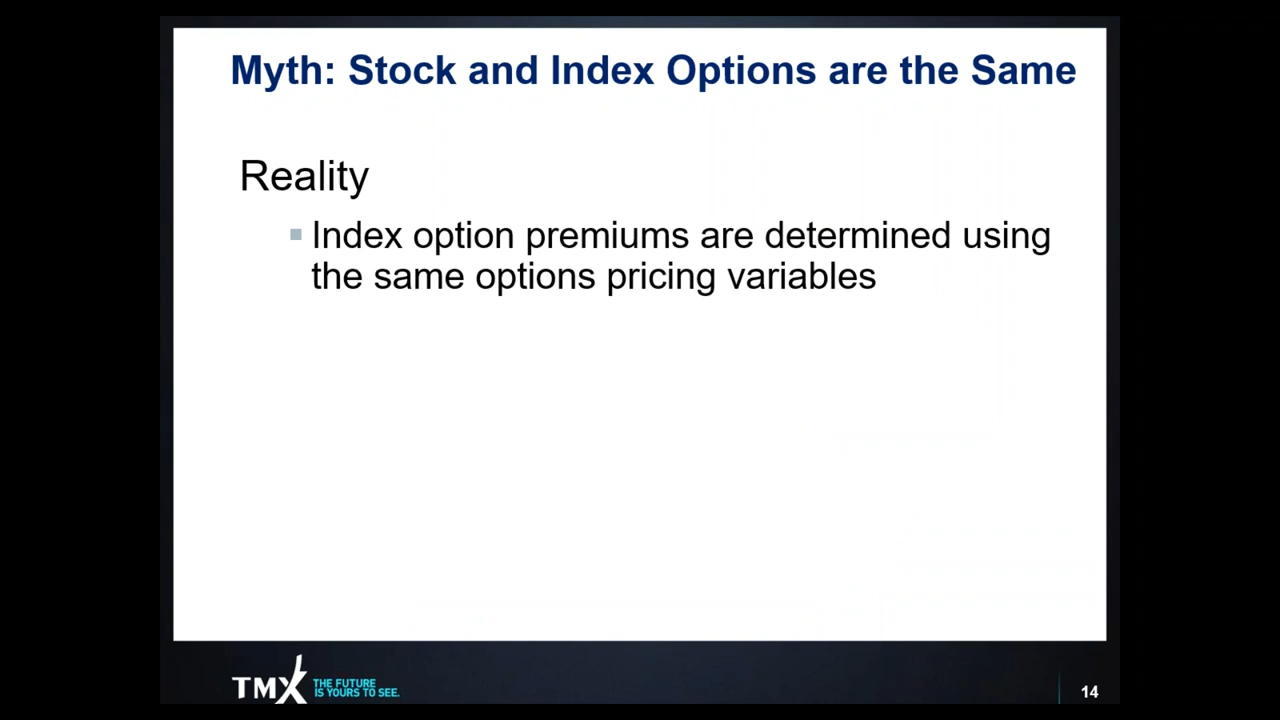 Myth: Stock and Index Options are the Same
Reality
Index option premiums are determined using
the same options pricing variables
TMX
THE FUTURE
IS YOURS TO SEE.
14